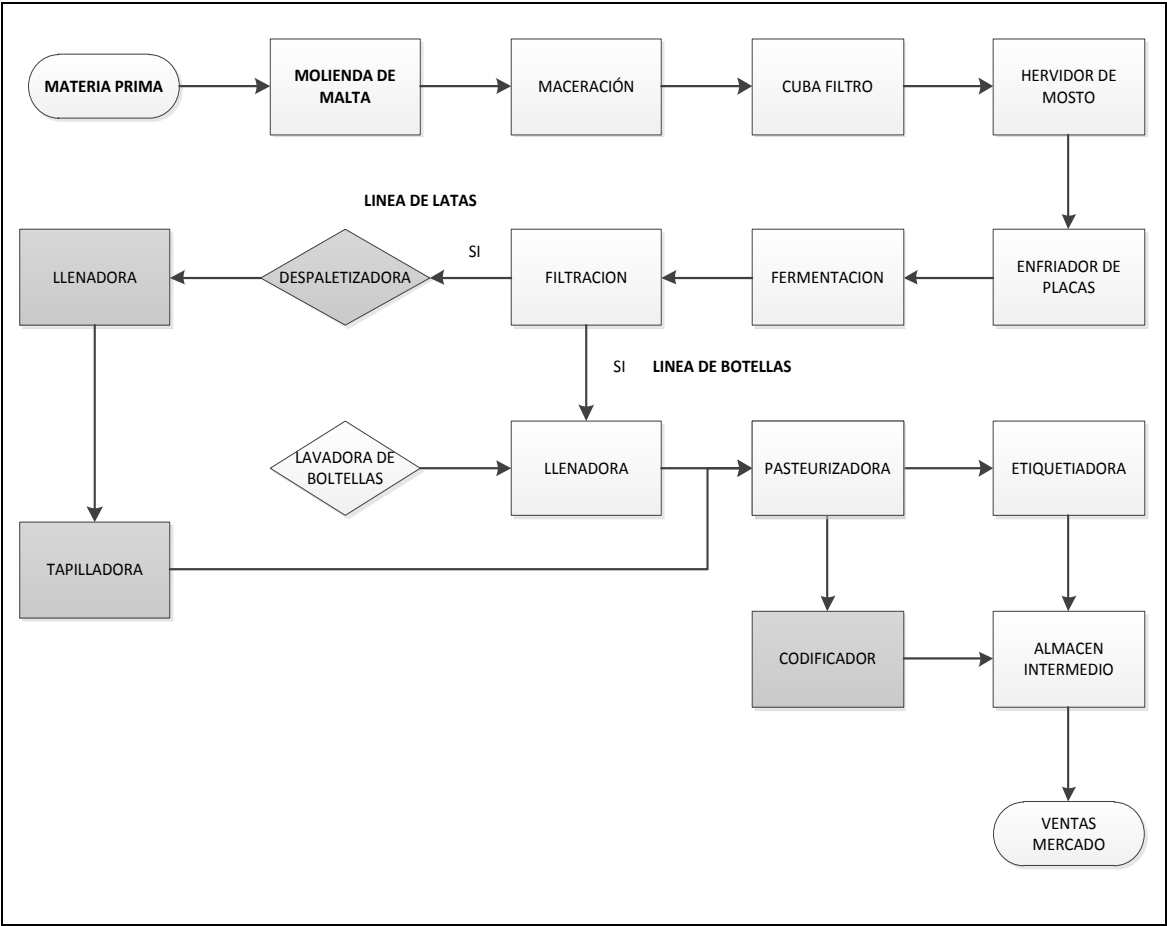 MATERIA PRIMA
MOLIENDA DE
MALTA
MACERACIÓN
CUBA FILTRO
HERVIDOR DE
MOSTO
LINEA DE LATAS
LLENADORA
DESPALETIZADORA
SI
FILTRACION
FERMENTACION
ENFRIADOR DE
PLACAS
SI
LINEA DE BOTELLAS
LAVADORA DE
BOLTELLAS
LLENADORA
PASTEURIZADORA
ETIQUETIADORA
TAPILLADORA
CODIFICADOR
ALMACEN
INTERMEDIO
VENTAS
MERCADO